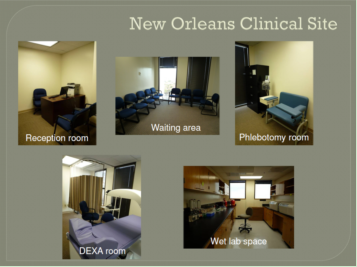 New Orleans Clinical Site
Reception room
Waiting area
Phlebotomy room
DEXA room
Wet lab space